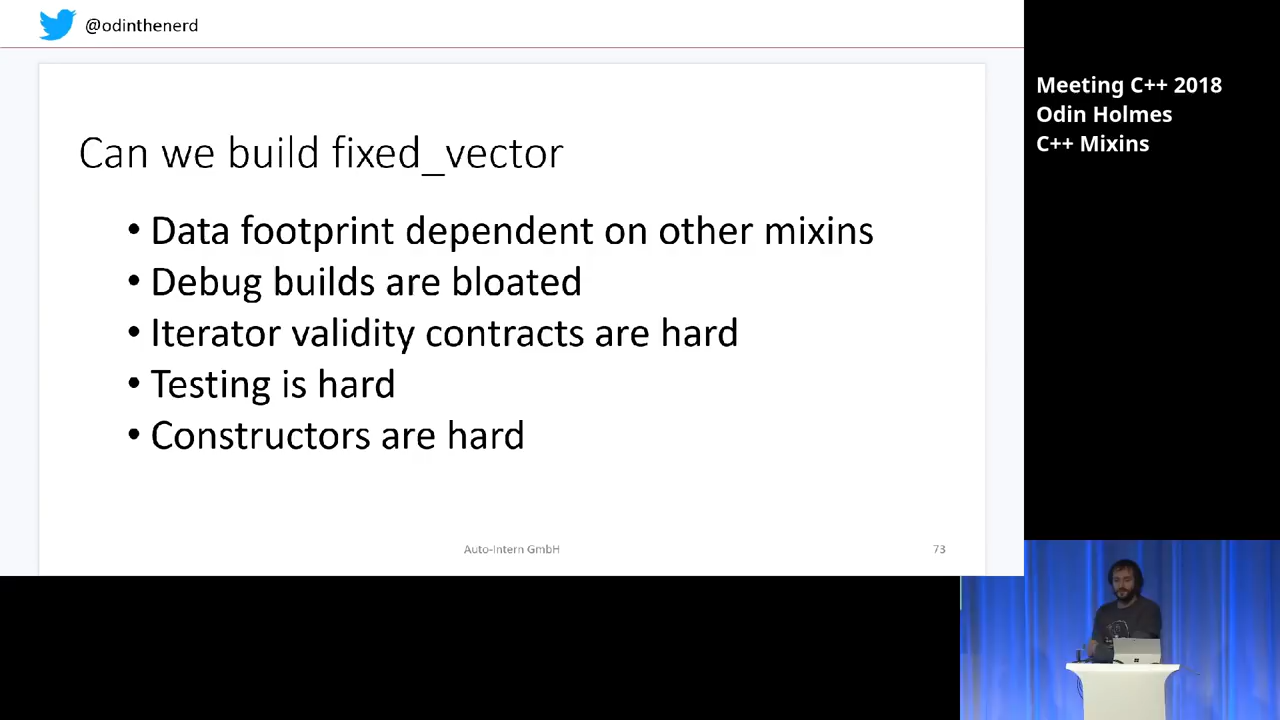 @odinthenerd
Meeting C++ 2018
Odin Holmes
C++ Mixins
Can we build fixed_vector
• Data footprint dependent on other mixins
• Debug builds are bloated
• Iterator validity contracts are hard
• Testing is hard
• Constructors are hard
Auto-Intern GmbH
73